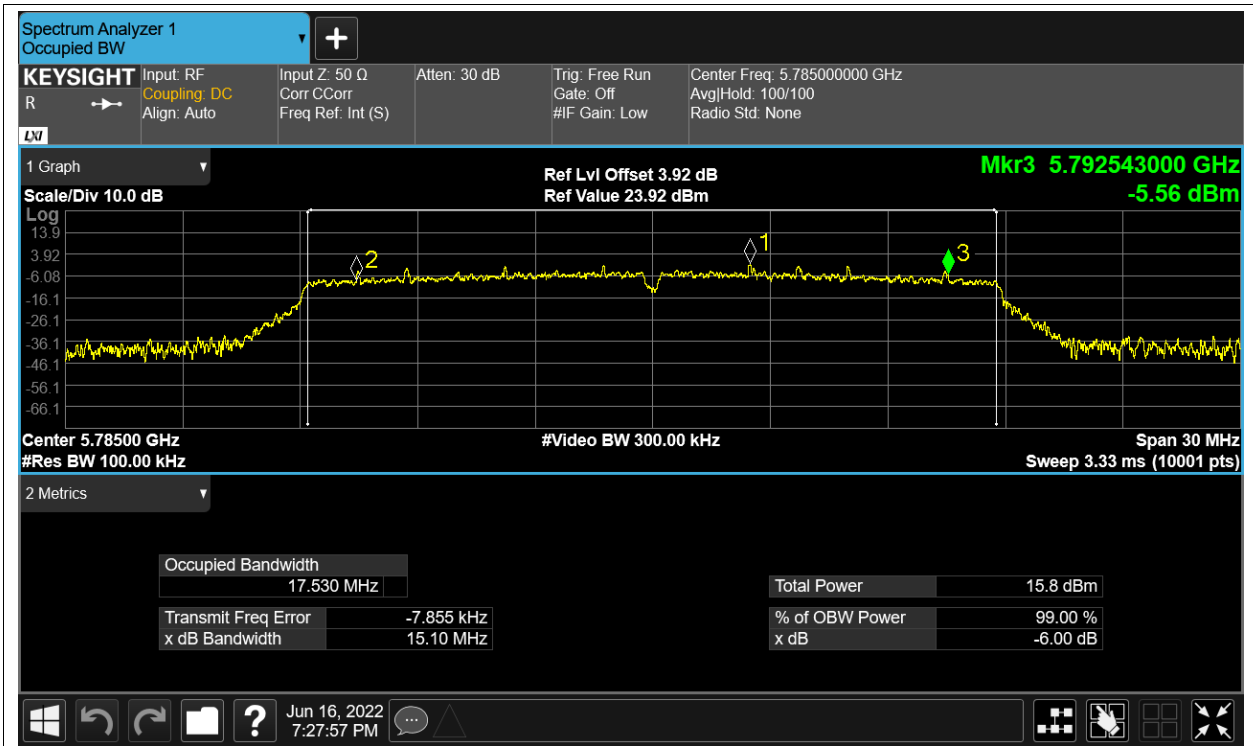 Spectrum Analyzer 1
Occupied BW
+
KEYSIGHT Input: RF Input Z: 50 Ω Atten: 30 dB Trig: Free Run Center Freq: 5.785000000 GHz
R Coupling: DC Corr CCorr Gate: Off Avg|Hold: 100/100
Align: Auto Freq Ref: Int (S) #IF Gain: Low Radio Std: None
LXI
1 Graph Ref Lvl Offset 3.92 dB Mkr3 5.792543000 GHz
Scale/Div 10.0 dB Ref Value 23.92 dBm -5.56 dBm
Log
13.9
3.92
-6.08
-16.1
-26.1
-36.1
-46.1
-56.1
-66.1
2 1 3
Center 5.78500 GHz #Video BW 300.00 kHz Span 30 MHz
#Res BW 100.00 kHz Sweep 3.33 ms (10001 pts)
2 Metrics
Occupied Bandwidth
17.530 MHz Total Power 15.8 dBm
Transmit Freq Error -7.855 kHz % of OBW Power 99.00 %
x dB Bandwidth 15.10 MHz x dB -6.00 dB
? Jun 16, 2022
7:27:57 PM